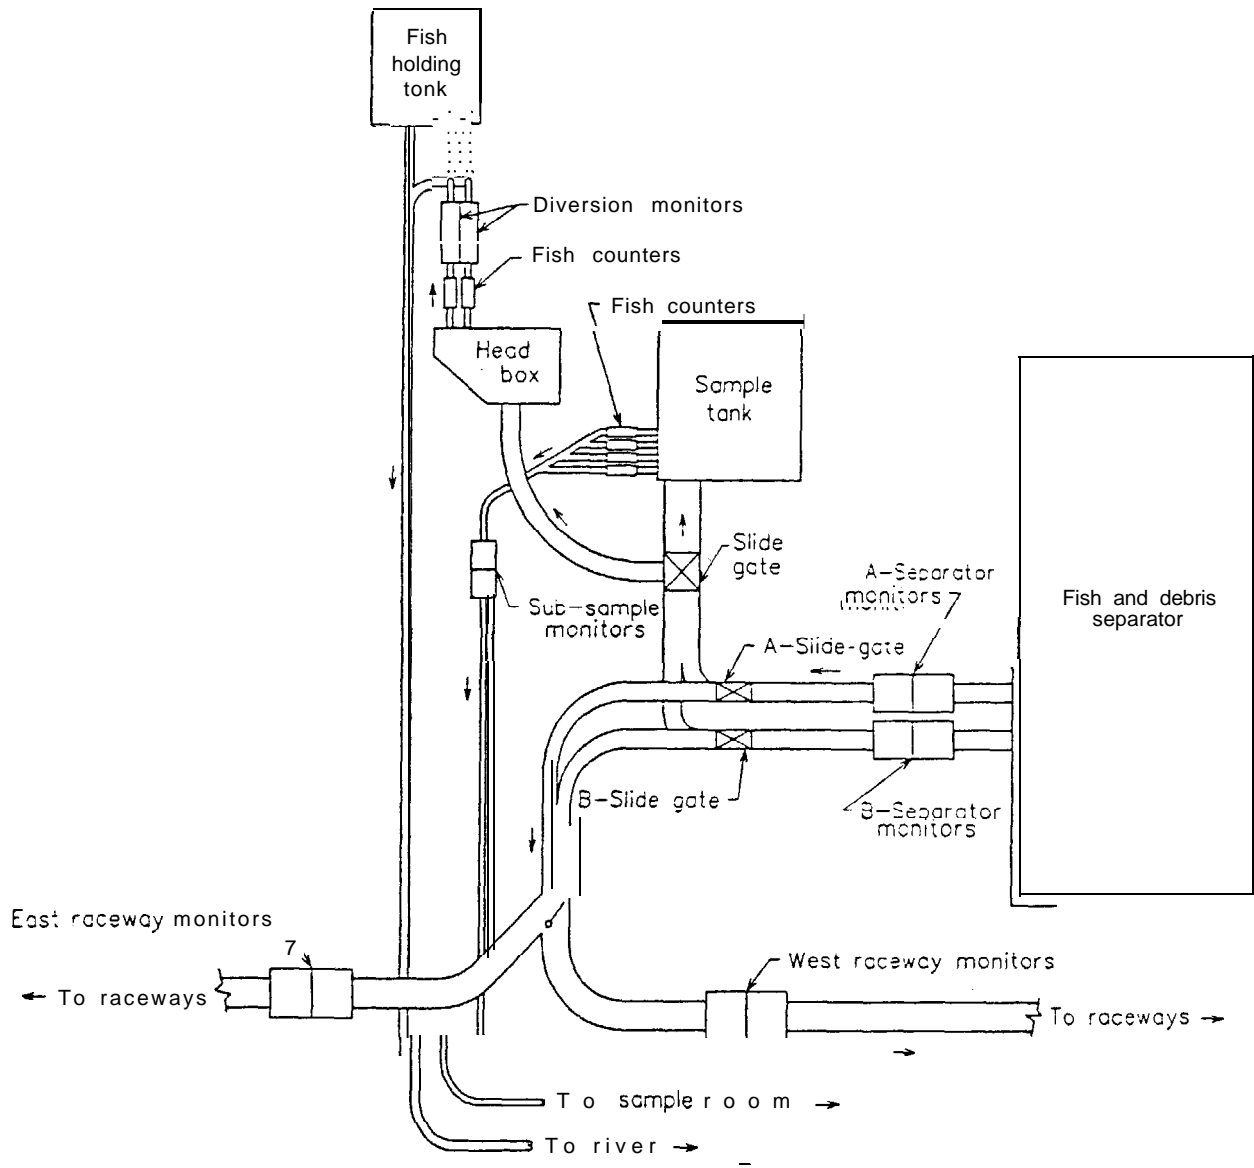 Fish
holding
tonk
Diversion monitors
Fish counters
Fish counters
Head
box
Sample
tank
Slide
gate
A-Separator
monitors
Fish and debris
separator
Sub-sample
monitors
A-Slide-gate
B-Slide gate
B-Separator
monitors
East raceway monitors
7
West raceway monitors
To raceways
To raceways
To sample room
To river